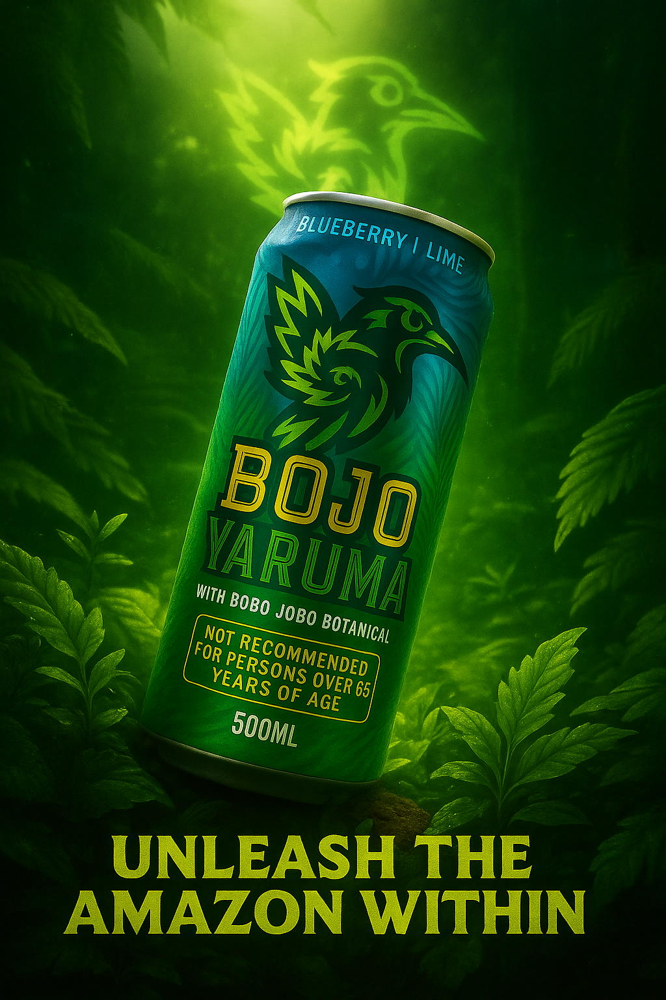 BLUEBERRY | LIME
BOJO
YARUMA
WITH BOBO JOBO BOTANICAL
NOT RECOMMENDED
FOR PERSONS OVER 65
YEARS OF AGE
500ML
UNLEASH THE
AMAZON WITHIN